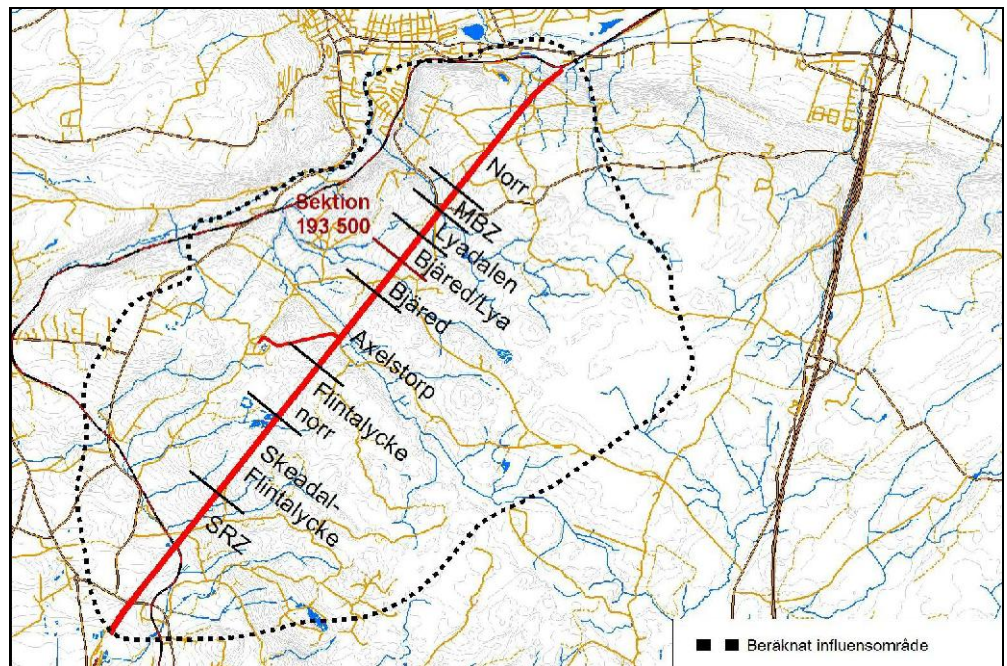 Norr
MBZ
Sektion
193 500
Lyadalen
Bjäred/Lya
Bjäred
Axelstorp
Flintalycke
norr
Skeadal-
Flintalycke
SRZ
Beräknat influensområde